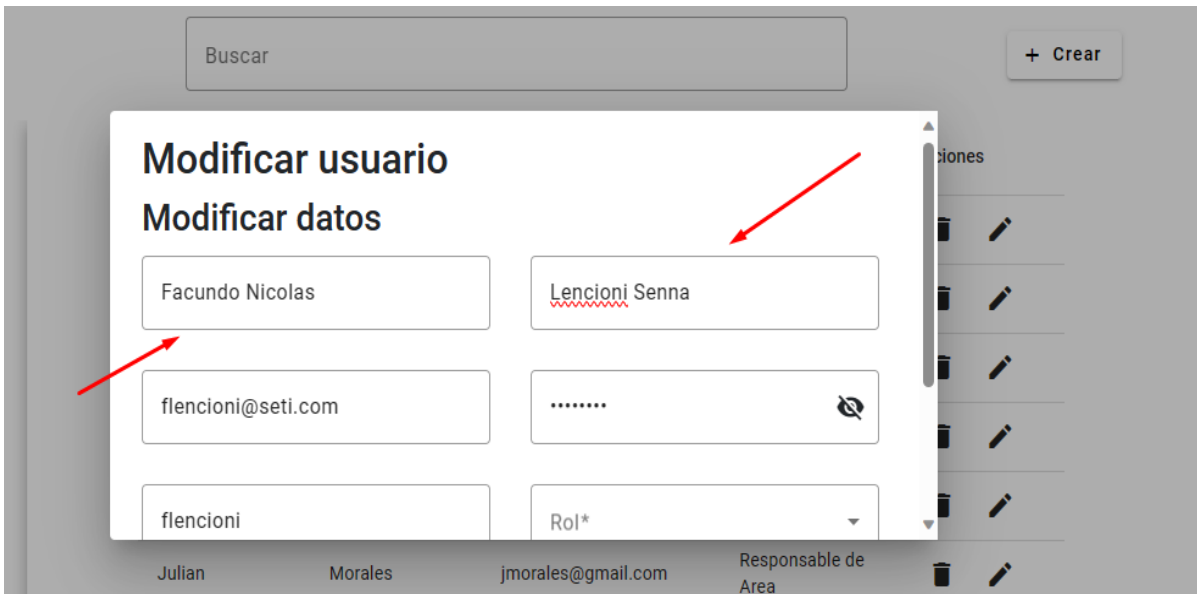 Buscar
+ Crear
ciones
Modificar usuario
Modificar datos
Facundo Nicolas
Lencioni Senna
flencioni@seti.com
••••••••
flencioni
Rol*
Julian Morales jmorales@gmail.com Responsable de
Area